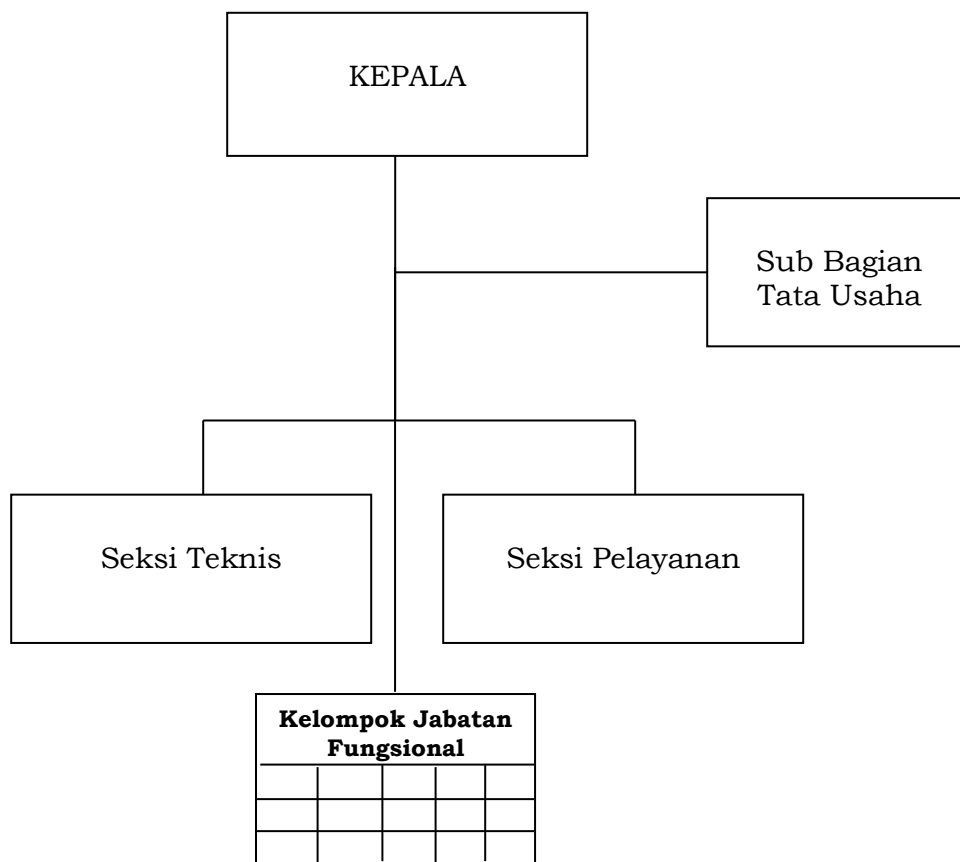 KEPALA
Sub Bagian
Tata Usaha
Seksi Teknis
Seksi Pelayanan
Kelompok Jabatan
Fungsional